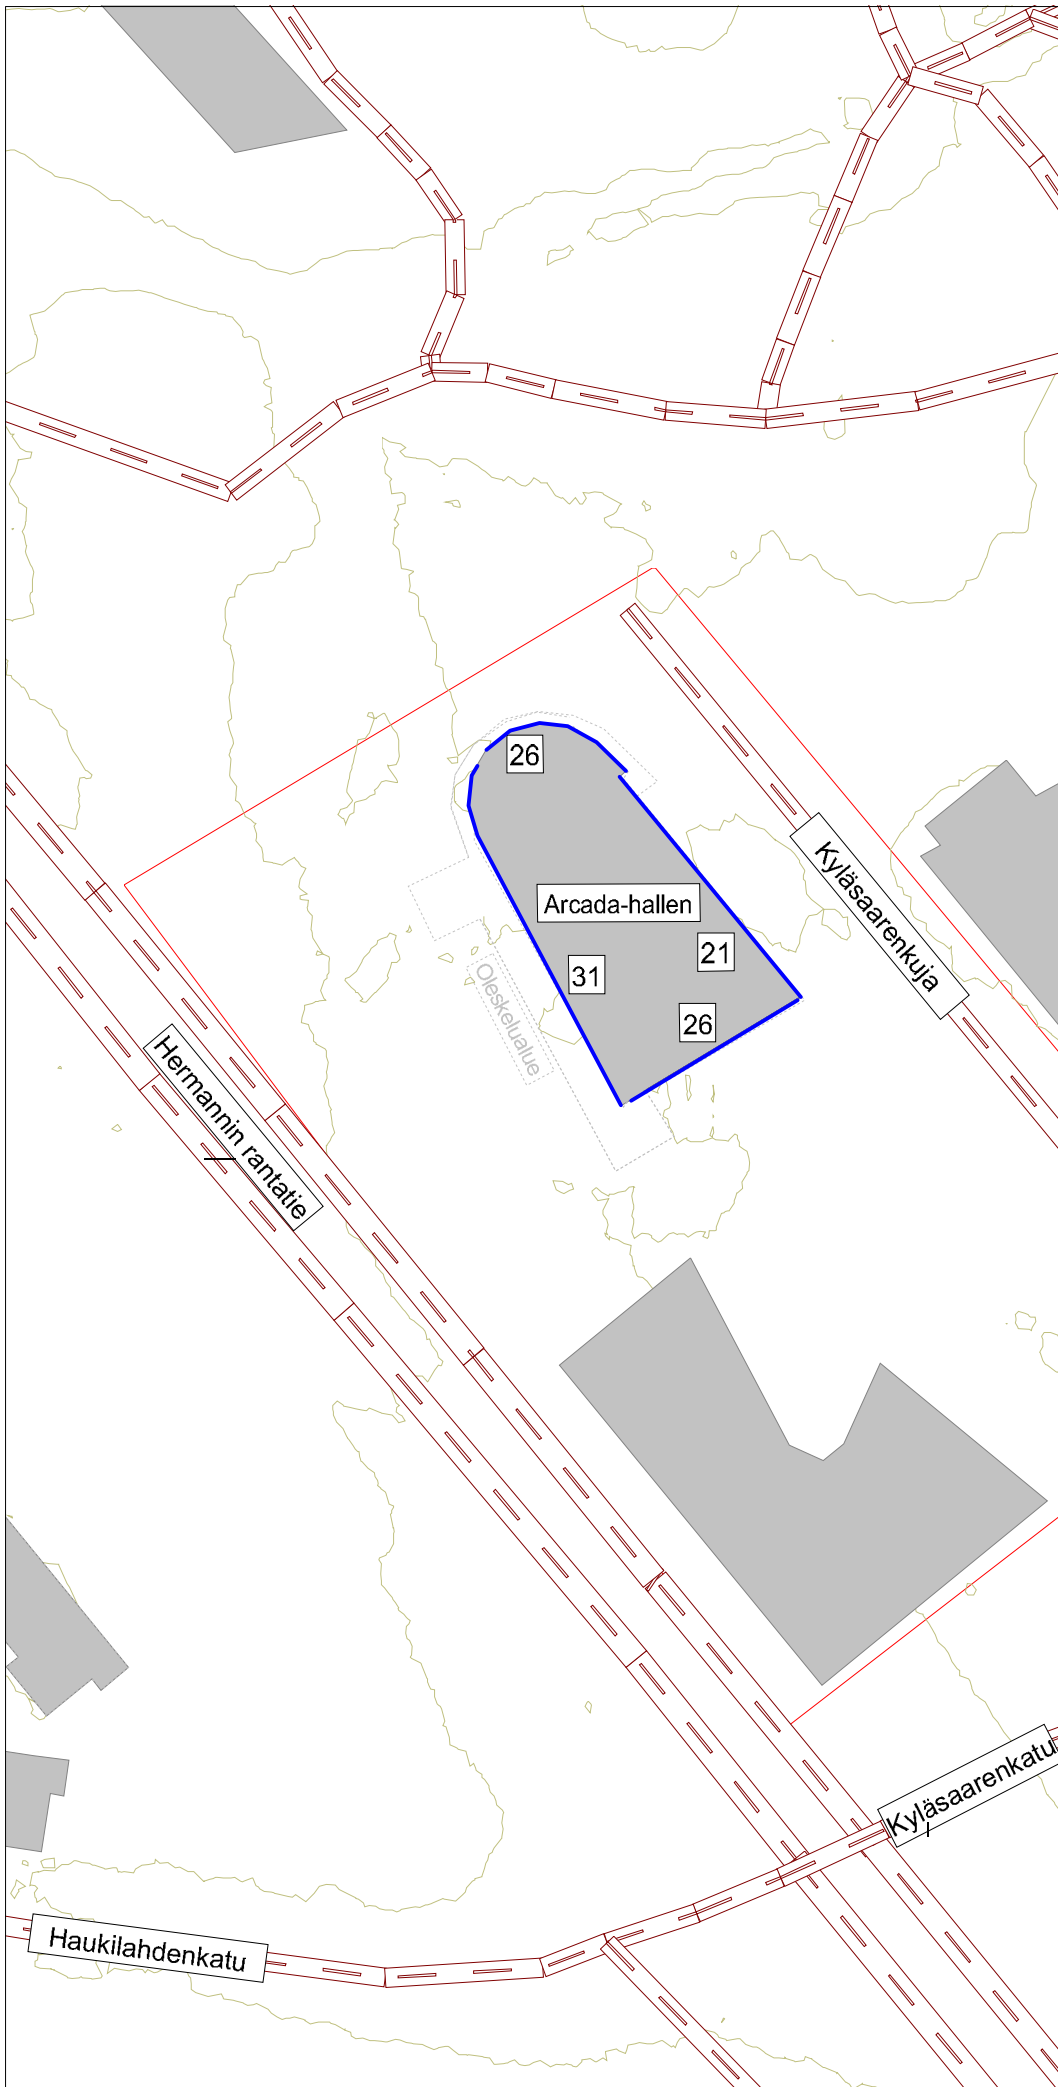 26
Kyläsaarenkuja
Arcada-hallen
21
31
Oleskelualue
26
Hermannin rantatie
Kyläsaarenkatu
Haukilahdenkatu